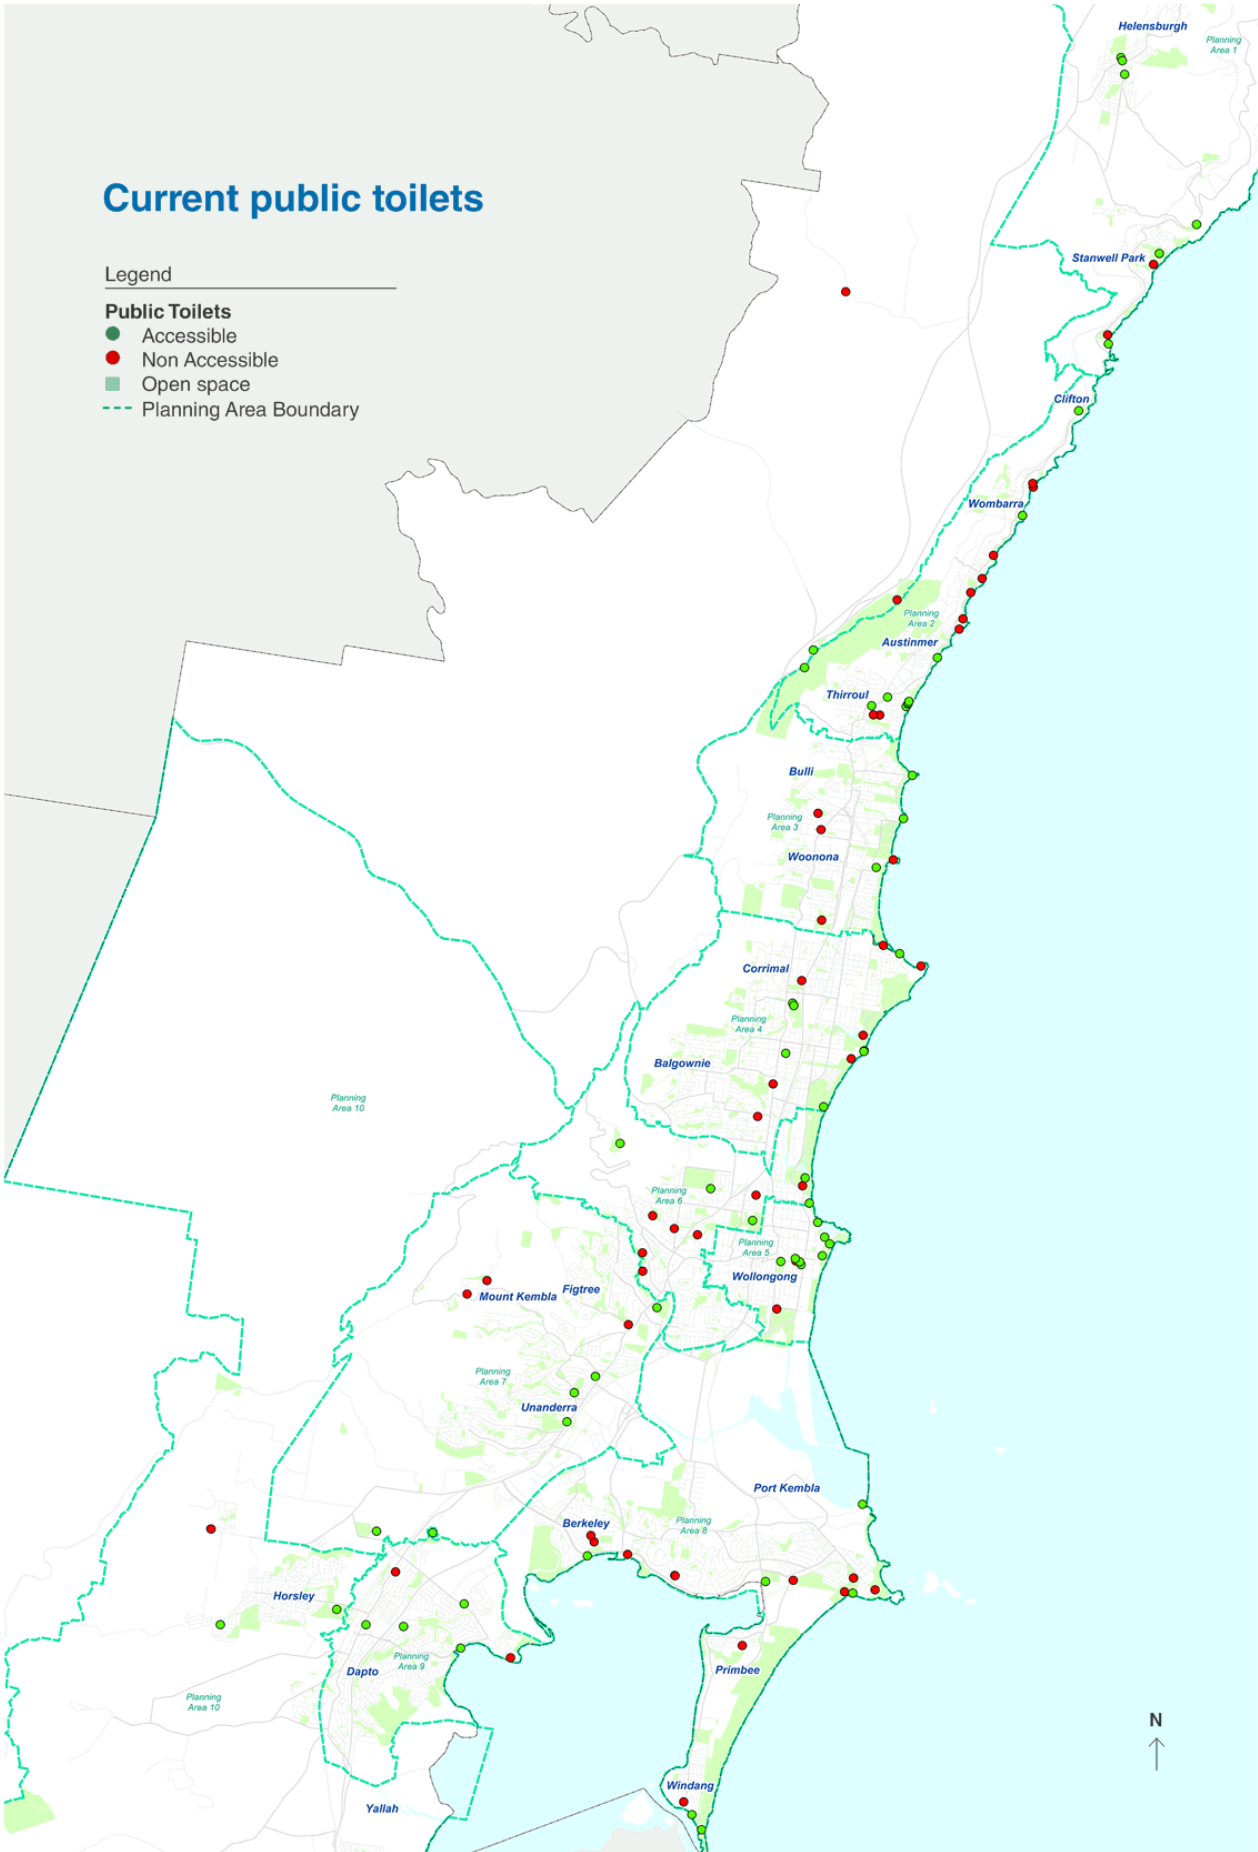 Helensburgh
Planning
Area 1
Current public toilets
Legend
Public Toilets
Accessible
Non Accessible
Open space
Planning Area Boundary
Stanwell Park
Clifton
Wombarra
Planning
Area 2
Austinmer
Thirroul
Bulli
Planning
Area 3
Woonona
Corrimal
Planning
Area 4
Balgownie
Planning
Area 10
Planning
Area 6
Planning
Area 5
Wollongong
Figtree
Mount Kembla
Planning
Area 7
Unanderra
Port Kembla
Berkeley
Planning
Area 8
Horsley
Planning
Area 9
Dapto
Primbee
Planning
Area 10
N
Windang
Yallah